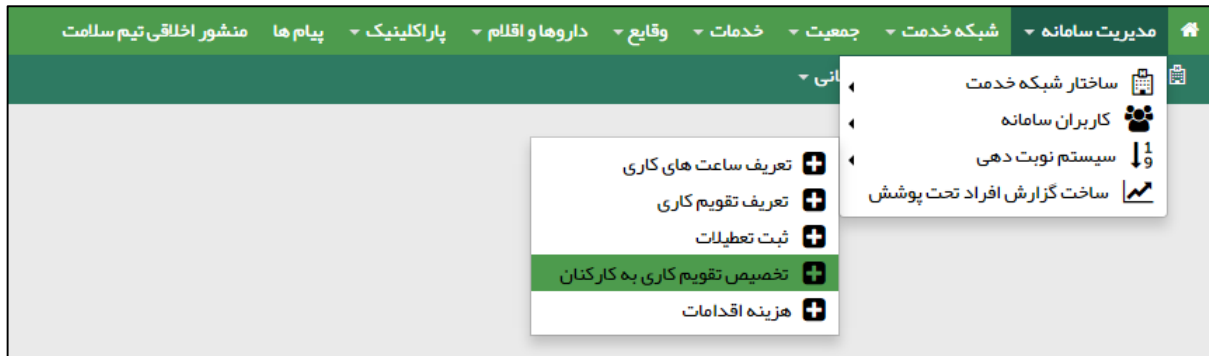 مدیریت سامانه شبکه خدمت جمعیت خدمات وقایع داروها و اقلام پاراکلینیک پیام ها منشور اخلاقی تیم سلامت
ساختار شبکه خدمت
کاربران سامانه
سیستم نوبت دهی
ساخت گزارش افراد تحت پوشش
تعریف ساعت های کاری
تعریف تقویم کاری
ثبت تعطیلات
تخصیص تقویم کاری به کارکنان
هزینه اقدامات